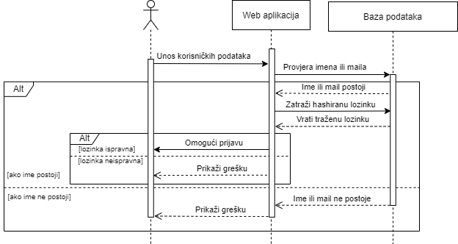 Web aplikacija
Baza podataka
Unos korisničkih podataka
Provjera imena ili maila
Alt
Ime ili mail postoji
Zatraži hashiranu lozinku
Vrati traženu lozinku
Alt
Omogući prijavu
[lozinka ispravna]
[lozinka neispravna]
Prikaži grešku
[ako ime postoji]
[ako ime ne postoji]
Ime ili mail ne postoje
Prikaži grešku